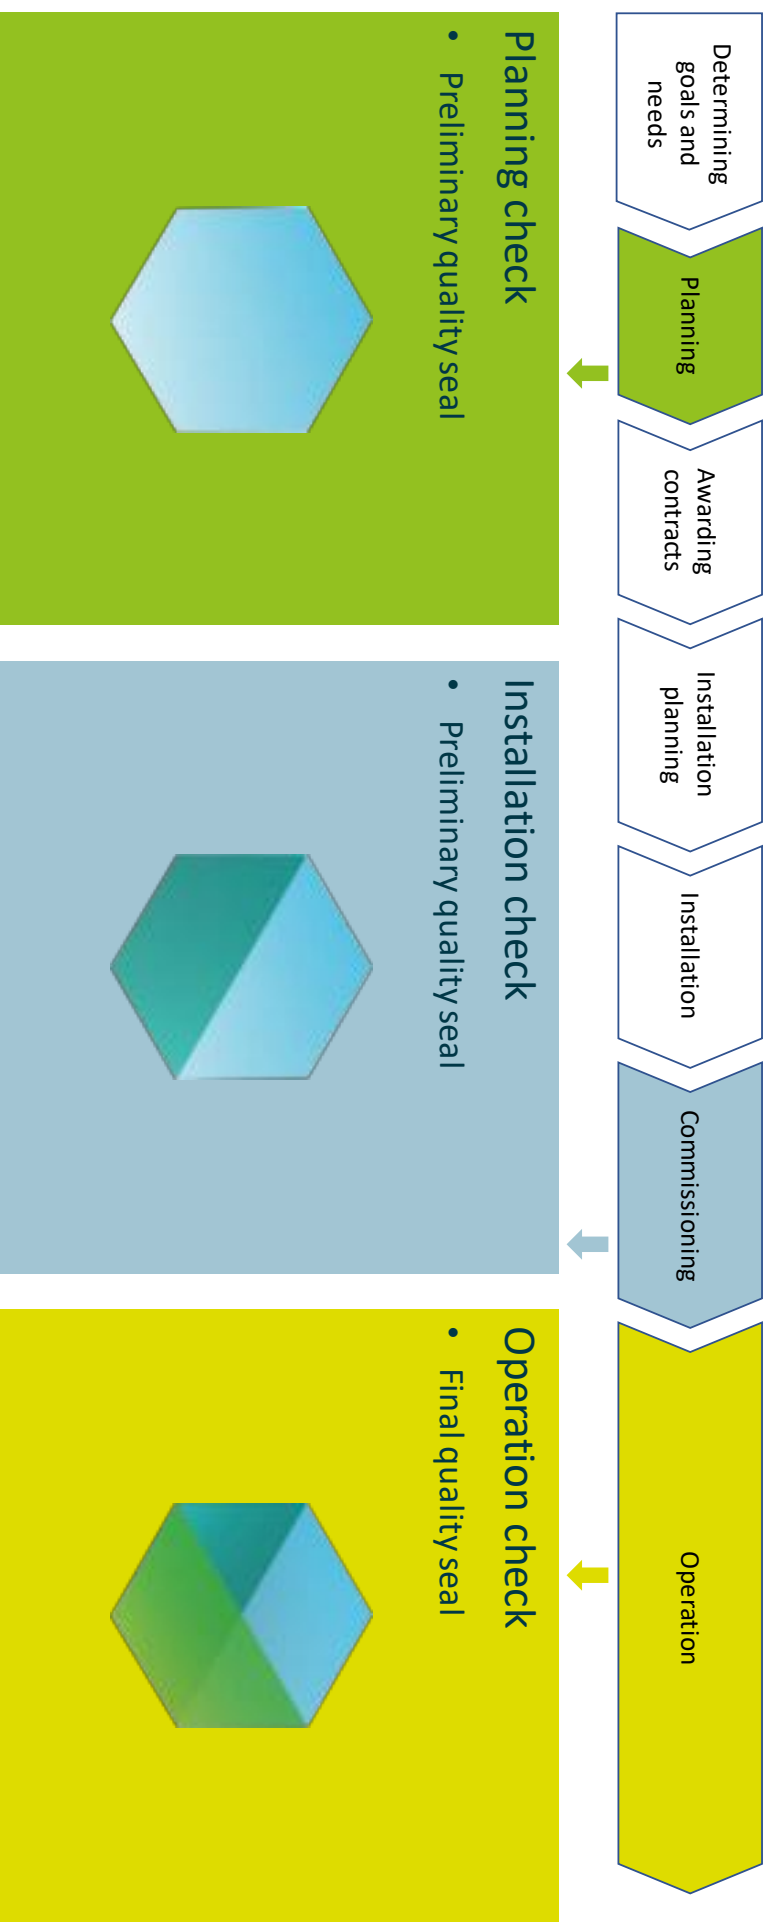 Determining
goals and
needs
Planning
Awarding
contracts
Installation
planning
Installation
Commissioning
Operation
Planning check
• Preliminary quality seal
Installation check
• Preliminary quality seal
Operation check
• Final quality seal